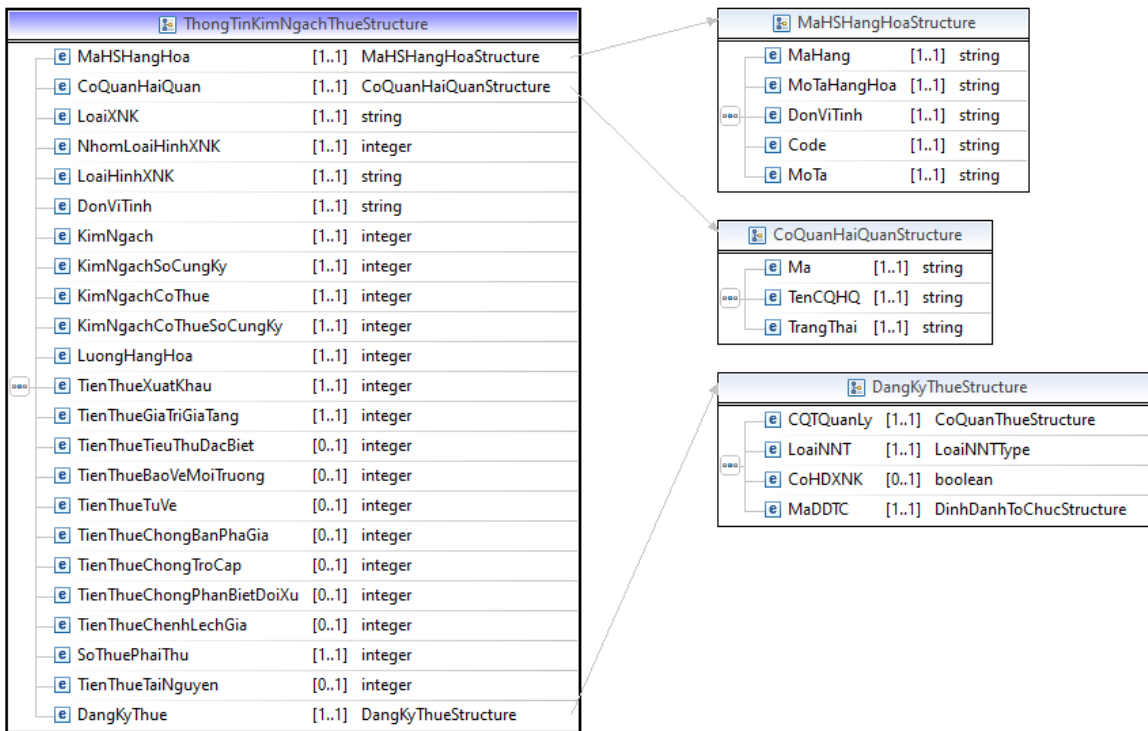 ThongTinKimNgachThueStructure
e MaHSHangHoa [1..1] MaHSHangHoaStructure
e CoQuanHaiQuan [1..1] CoQuanHaiQuanStructure
e LoaiXNK [1..1] string
e NhomLoaiHinhXNK [1..1] integer
e LoaiHinhXNK [1..1] string
e DonViTinh [1..1] string
e KimNgach [1..1] integer
e KimNgachSoCungKy [1..1] integer
e KimNgachCoThue [1..1] integer
e KimNgachCoThueSoCungKy [1..1] integer
e LuongHangHoa [1..1] integer
e TienThueXuatKhau [1..1] integer
e TienThueGiaTriGiaTang [1..1] integer
e TienThueTieuThuDacBiet [0..1] integer
e TienThueBaoVeMoiTruong [0..1] integer
e TienThueTuVe [0..1] integer
e TienThueChongBanPhaGia [0..1] integer
e TienThueChongTroCap [0..1] integer
e TienThueChongPhanBietDoiXu [0..1] integer
e TienThueChenhLechGia [0..1] integer
e SoThuePhaiThu [1..1] integer
e TienThueTaiNguyen [0..1] integer
e DangKyThue [1..1] DangKyThueStructure
MaHSHangHoaStructure
e MaHang [1..1] string
e MoTaHangHoa [1..1] string
e DonViTinh [1..1] string
e Code [1..1] string
e MoTa [1..1] string
CoQuanHaiQuanStructure
e Ma [1..1] string
e TenCQHQ [1..1] string
e TrangThai [1..1] string
DangKyThueStructure
e CQTQuanLy [1..1] CoQuanThueStructure
e LoaiNNT [1..1] LoaiNNTType
e CoHDXNK [0..1] boolean
e MaDDTC [1..1] DinhDanhToChucStructure